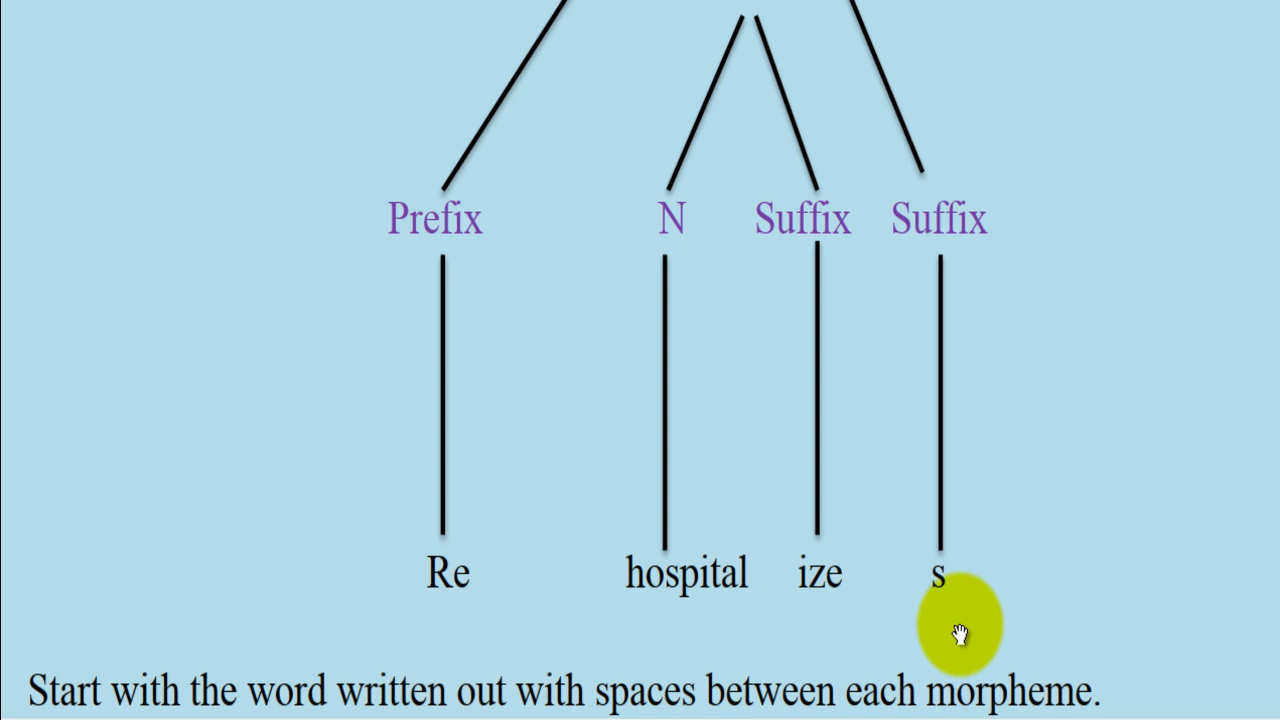 Prefix N Suffix Suffix
Re hospital ize s
Start with the word written out with spaces between each morpheme.